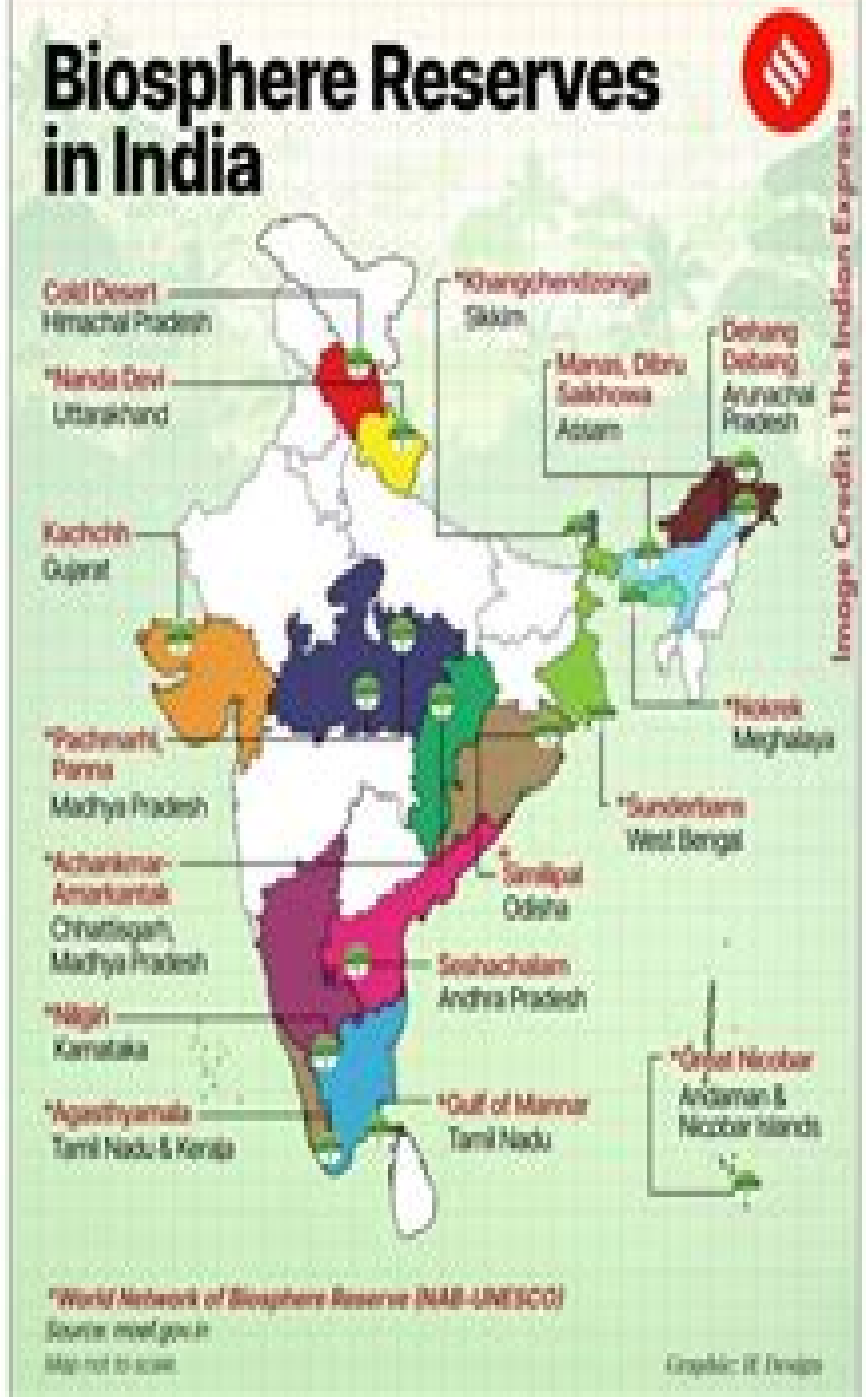 Biosphere Reserves
in India
Image Credit : The Indian Express
Cold Desert
Himachal Pradesh
*Nanda Devi
Uttarakhand
Kachchh
Gujarat
*Khangchendzonga
Sikkim
Manas, Dibru
Saikhowa
Assam
Dehang
Debang
Arunachal
Pradesh
*Nokrek
Meghalaya
*Pachmarhi,
Panna
Madhya Pradesh
*Sunderbans
West Bengal
*Achankmar-
Amarkantak
Chhattisgarh,
Madhya Pradesh
*Similipal
Odisha
Seshachalam
Andhra Pradesh
*Nilgiri
Karnataka
*Great Nicobar
Andaman &
Nicobar Islands
*Agasthyamala
Tamil Nadu & Keraja
*Gulf of Mannar
Tamil Nadu
*World Network of Biosphere Reserve (NAB-UNESCO)
Source: moef.gov.in
Map not to scale
Graphic: IE Design